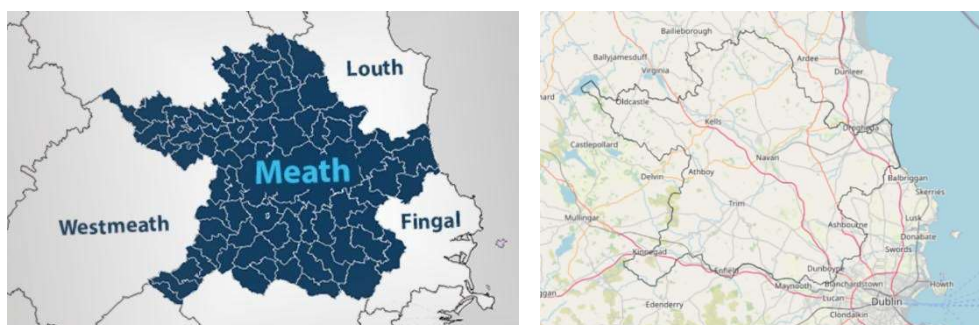 Louth
Meath
Westmeath
Fingal
Bailieborough
Ballyjamesduff
Virginia
Ardee
Dunleer
Oldcastle
Kells
Drogheda
Castlepollard
Navan
Delvin
Athboy
Balbriggan
Skerries
Trim
Mullingar
Ashbourne
Lusk
Donabate
Swords
Kinnegad
Enfield
Dunboyne
Maynooth
Blanchardstown
Howth
Lucan
Dublin
Edenderry
Clondalkin